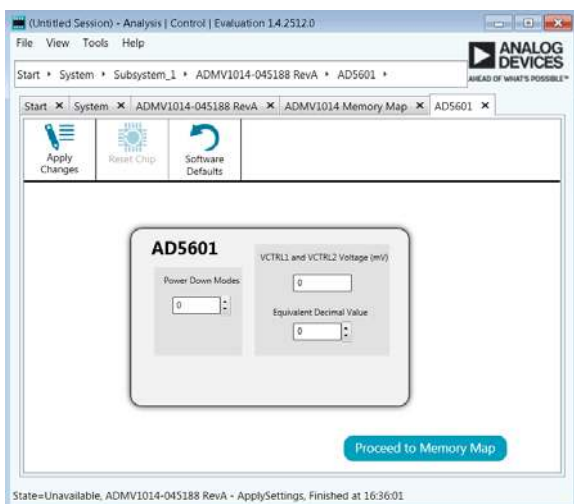 (Untitled Session) - Analysis | Control | Evaluation 1.4.2512.0
File View Tools Help
ANALOG
DEVICES
AHEAD OF WHAT'S POSSIBLE™
Start System Subsystem_1 ADMV1014-045188 RevA AD5601
Start System ADMV1014-045188 RevA ADMV1014 Memory Map AD5601
Apply
Changes
Reset Chip
Software
Defaults
AD5601
VCTRL1 and VCTRL2 Voltage (mV)
Power Down Modes
0
0
Equivalent Decimal Value
0
Proceed to Memory Map
State=Unavailable, ADMV1014-045188 RevA - ApplySettings, Finished at 16:36:01